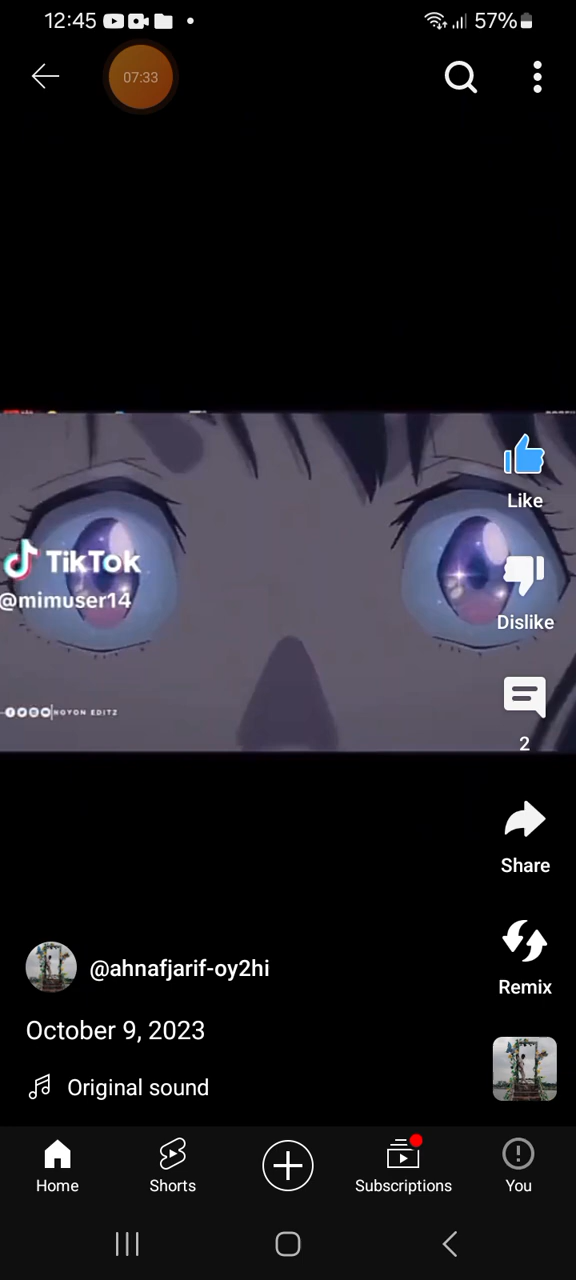 12:45
57%
07:33
Like
TikTok
@mimuser14
Dislike
NOYON EDITZ
2
Share
@ahnafjarif-oy2hi
Remix
October 9, 2023
Original sound
Home
Shorts
Subscriptions
You